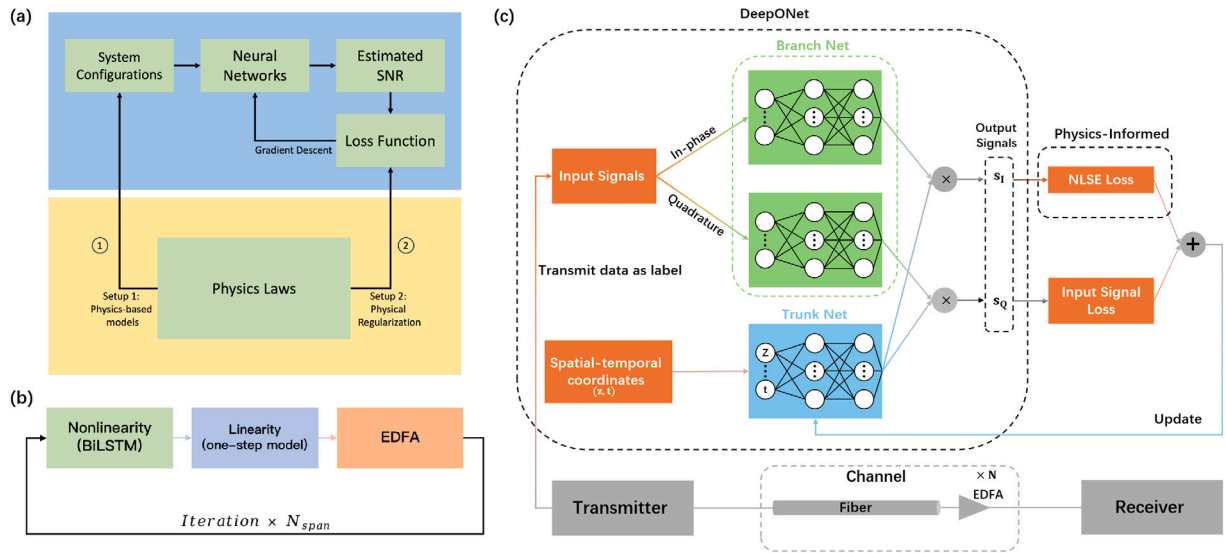 (a)
System
Configurations
Neural
Networks
Estimated
SNR
Loss Function
Gradient Descent
1
2
Physics Laws
Setup 1:
Physics-based
models
Setup 2:
Physical
Regularization
(b)
Nonlinearity
(BiLSTM)
Linearity
(one-step model)
EDFA
Iteration × N_span
(c)
DeepONet
Branch Net
In-phase
Quadrature
Input Signals
Transmit data as label
Trunk Net
Spatial-temporal
coordinates
(z, t)
z
t
×
×
Output
Signals
s_I
s_Q
Physics-Informed
NLSE Loss
Input Signal
Loss
+
Update
Transmitter
Channel
× N
Fiber
EDFA
Receiver